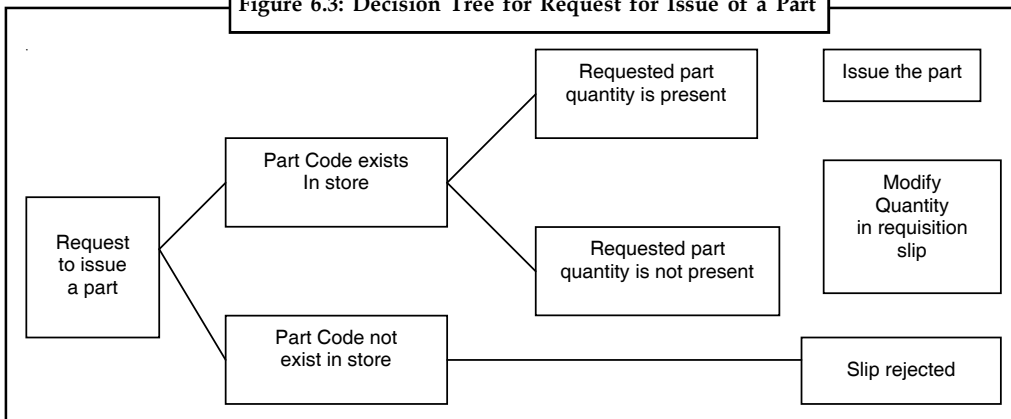 Figure 6.3: Decision Tree for Request for Issue of a Part
Requested part
quantity is present
Issue the part
Part Code exists
In store
Modify
Quantity
in requisition
slip
Request
to issue
a part
Requested part
quantity is not present
Part Code not
exist in store
Slip rejected